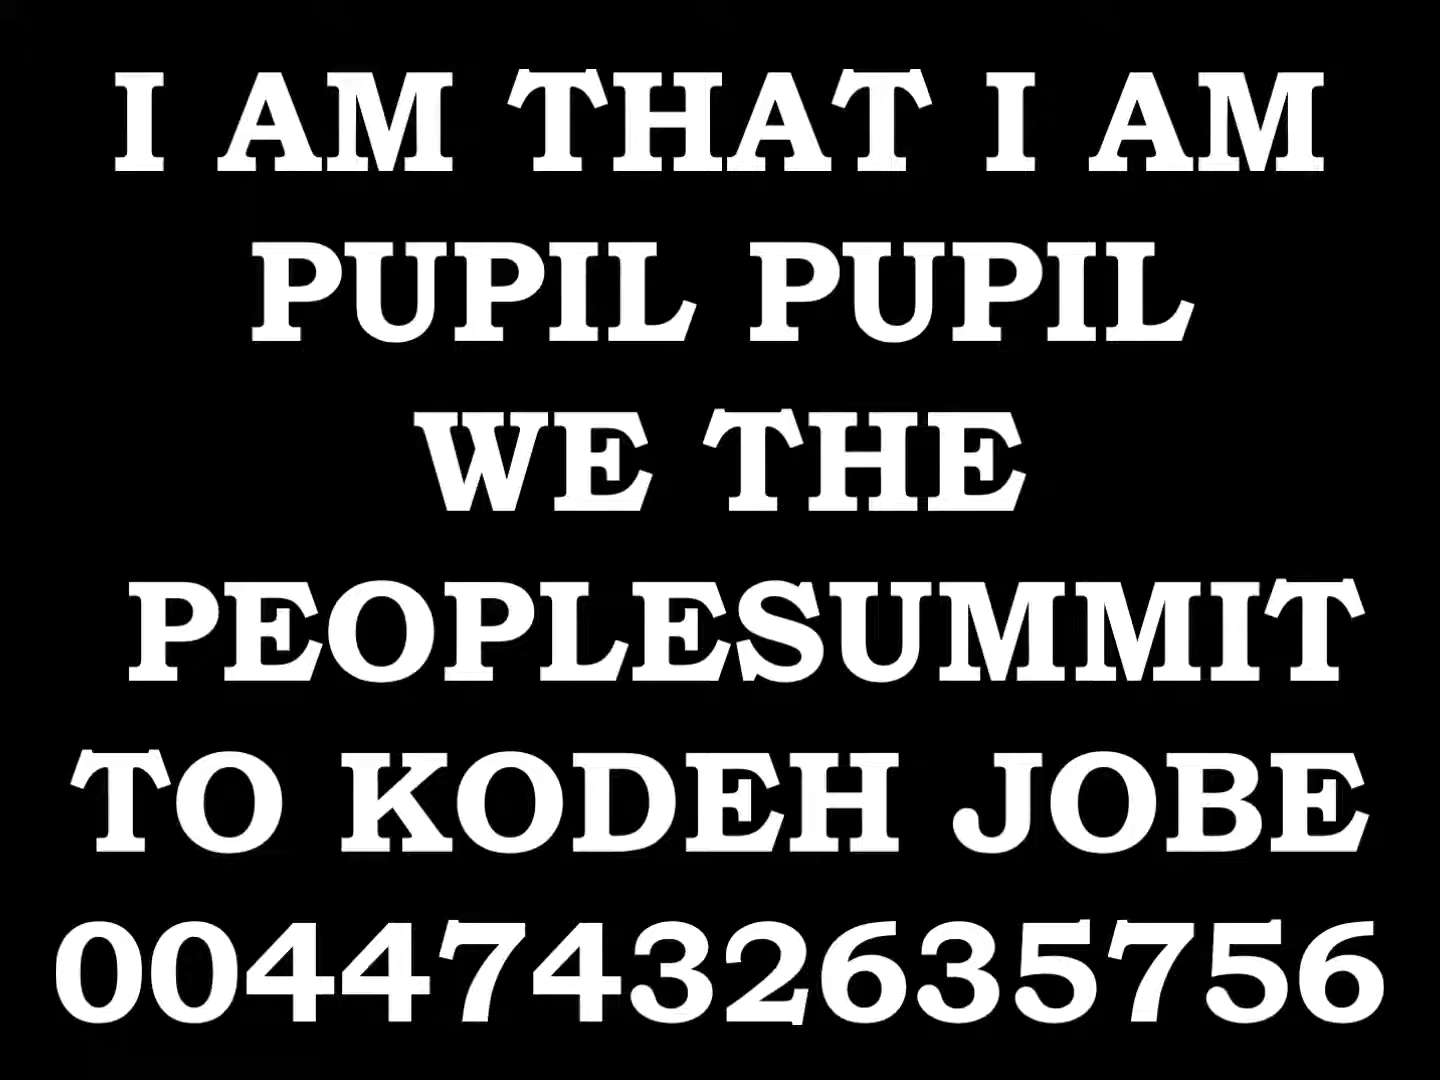 I AM THAT I AM
PUPIL PUPIL
WE THE
PEOPLESUMMIT
TO KODEH JOBE
00447432635756